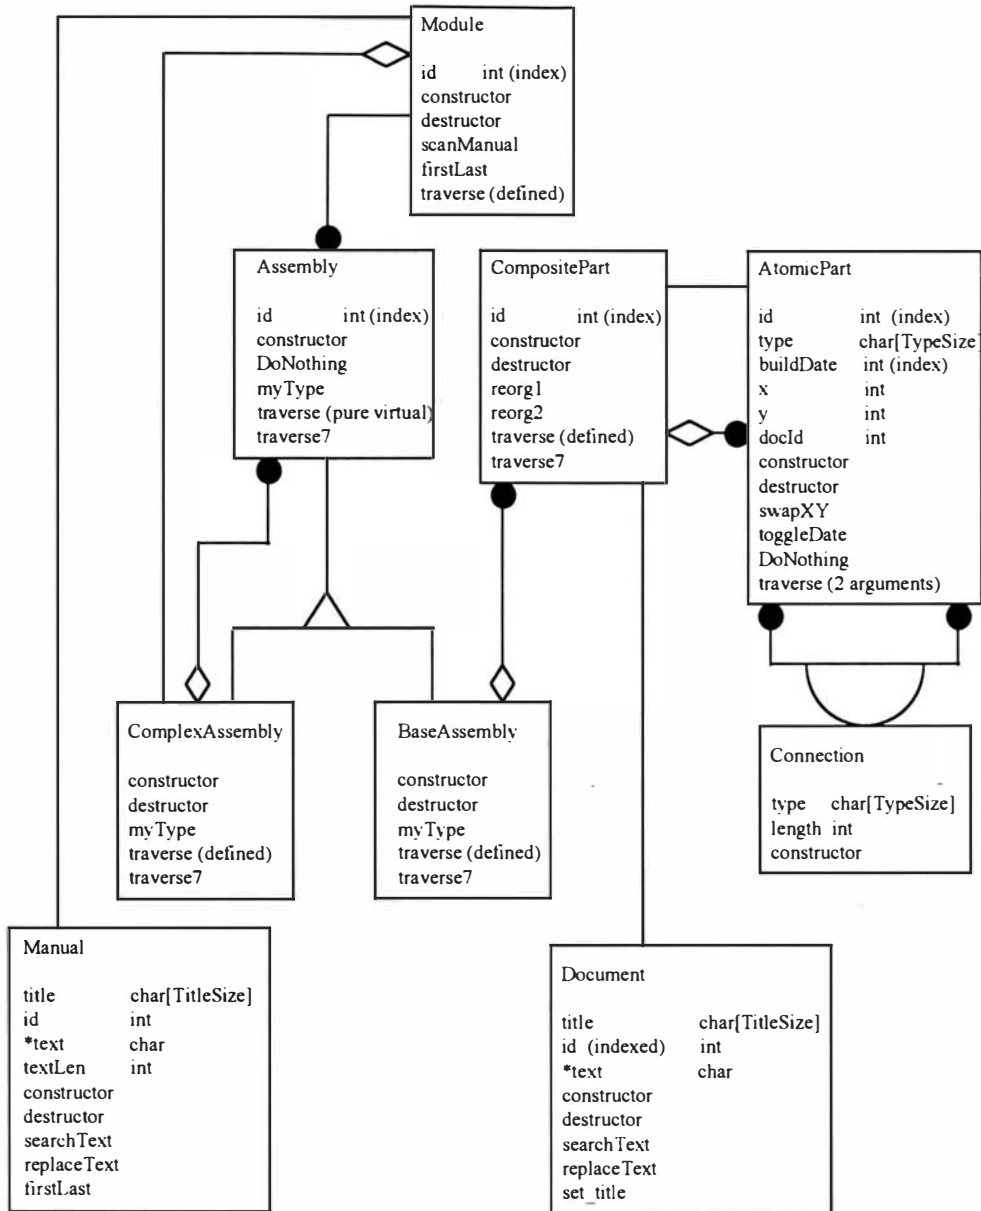 Module
id int (index)
constructor
destructor
scanManual
firstLast
traverse (defined)
Assembly
id int (index)
constructor
DoNothing
myType
traverse (pure virtual)
traverse7
CompositePart
id int (index)
constructor
destructor
reorg1
reorg2
traverse (defined)
traverse7
AtomicPart
id int (index)
type char[TypeSize]
buildDate int (index)
x int
y int
docId int
constructor
destructor
swapXY
toggleDate
DoNothing
traverse (2 arguments)
ComplexAssembly
constructor
destructor
myType
traverse (defined)
traverse7
BaseAssembly
constructor
destructor
myType
traverse (defined)
traverse7
Connection
type char[TypeSize]
length int
constructor
Manual
title char[TitleSize]
id int
*text char
textLen int
constructor
destructor
searchText
replaceText
firstLast
Document
title char[TitleSize]
id (indexed) int
*text char
constructor
destructor
searchText
replaceText
set_title